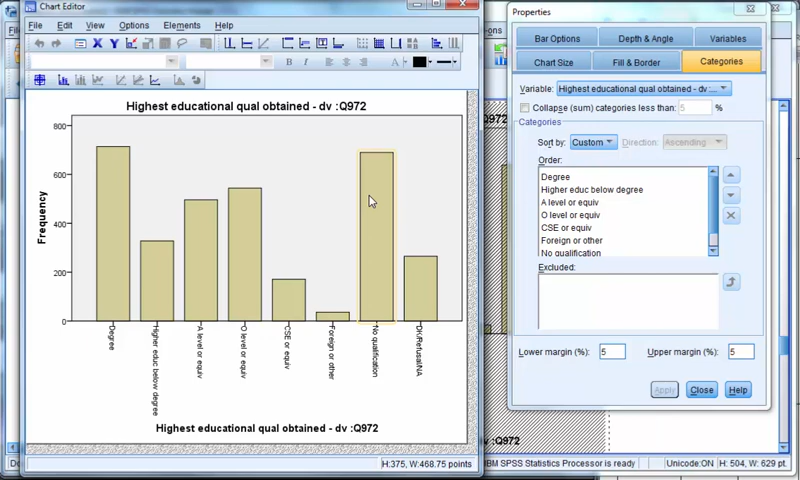 Chart Editor
File Edit View Options Elements Help
B I
A
Highest educational qual obtained - dv :Q972
800
600
400
200
0
Frequency
Degree
Higher educ below degree
A level or equiv
O level or equiv
CSE or equiv
Foreign or other
No qualification
DK/Refusal/NA
Highest educational qual obtained - dv :Q972
H:375, W:468.75 points
Properties
Bar Options Depth & Angle Variables
Chart Size Fill & Border Categories
Variable: Highest educational qual obtained - dv :...
Collapse (sum) categories less than: 5 %
Categories
Sort by: Custom Direction: Ascending
Order:
Degree
Higher educ below degree
A level or equiv
O level or equiv
CSE or equiv
Foreign or other
No qualification
Excluded:
Lower margin (%): 5 Upper margin (%): 5
Apply Close Help
:Q972
IBM SPSS Statistics Processor is ready Unicode:ON H: 504, W: 629 pt.